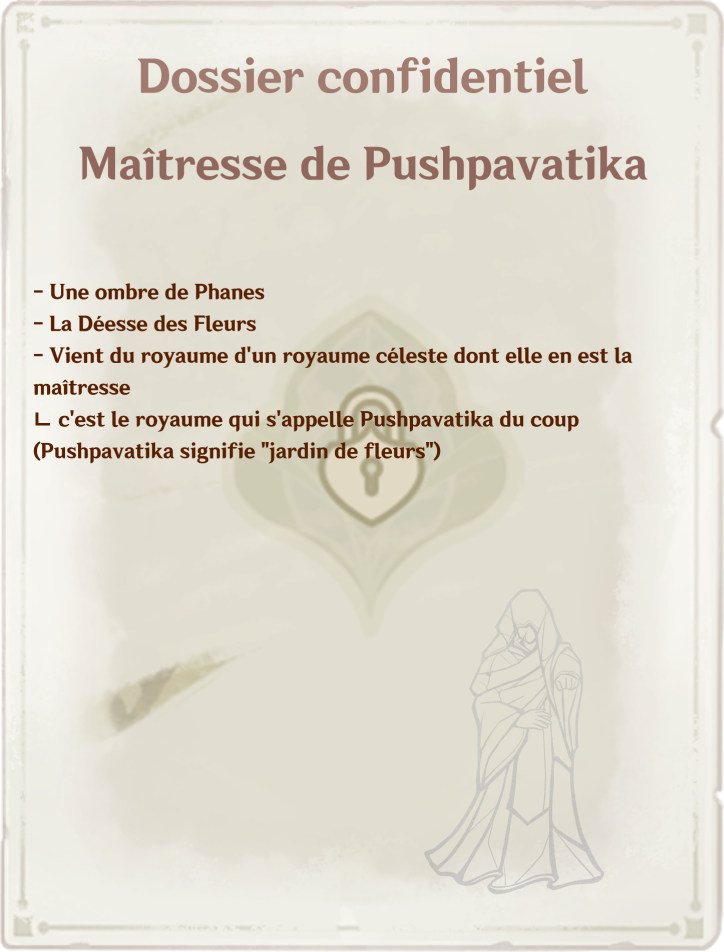 Dossier confidentiel
Maîtresse de Pushpavatika
- Une ombre de Phanes
- La Déesse des Fleurs
- Vient du royaume d'un royaume céleste dont elle en est la
maîtresse
ㄴ c'est le royaume qui s'appelle Pushpavatika du coup
(Pushpavatika signifie "jardin de fleurs")